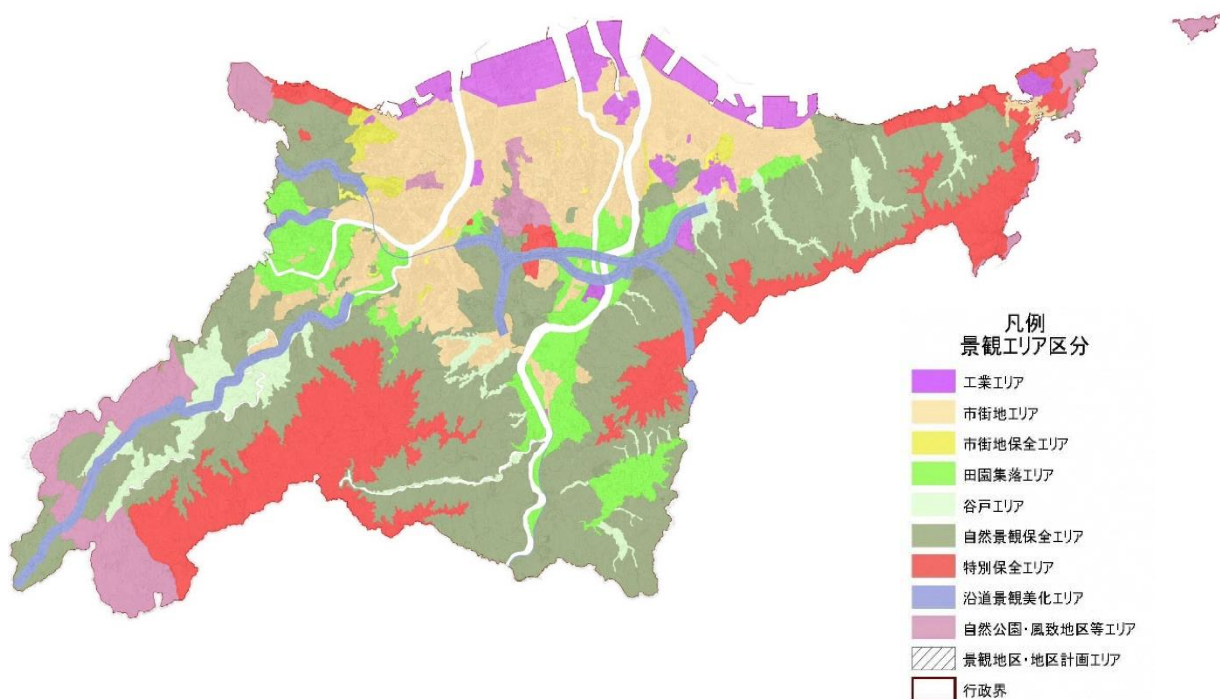 凡例
景観エリア区分
工業エリア
市街地エリア
市街地保全エリア
田園集落エリア
谷戸エリア
自然景観保全エリア
特別保全エリア
沿道景観美化エリア
自然公園・風致地区等エリア
景観地区・地区計画エリア
行政界